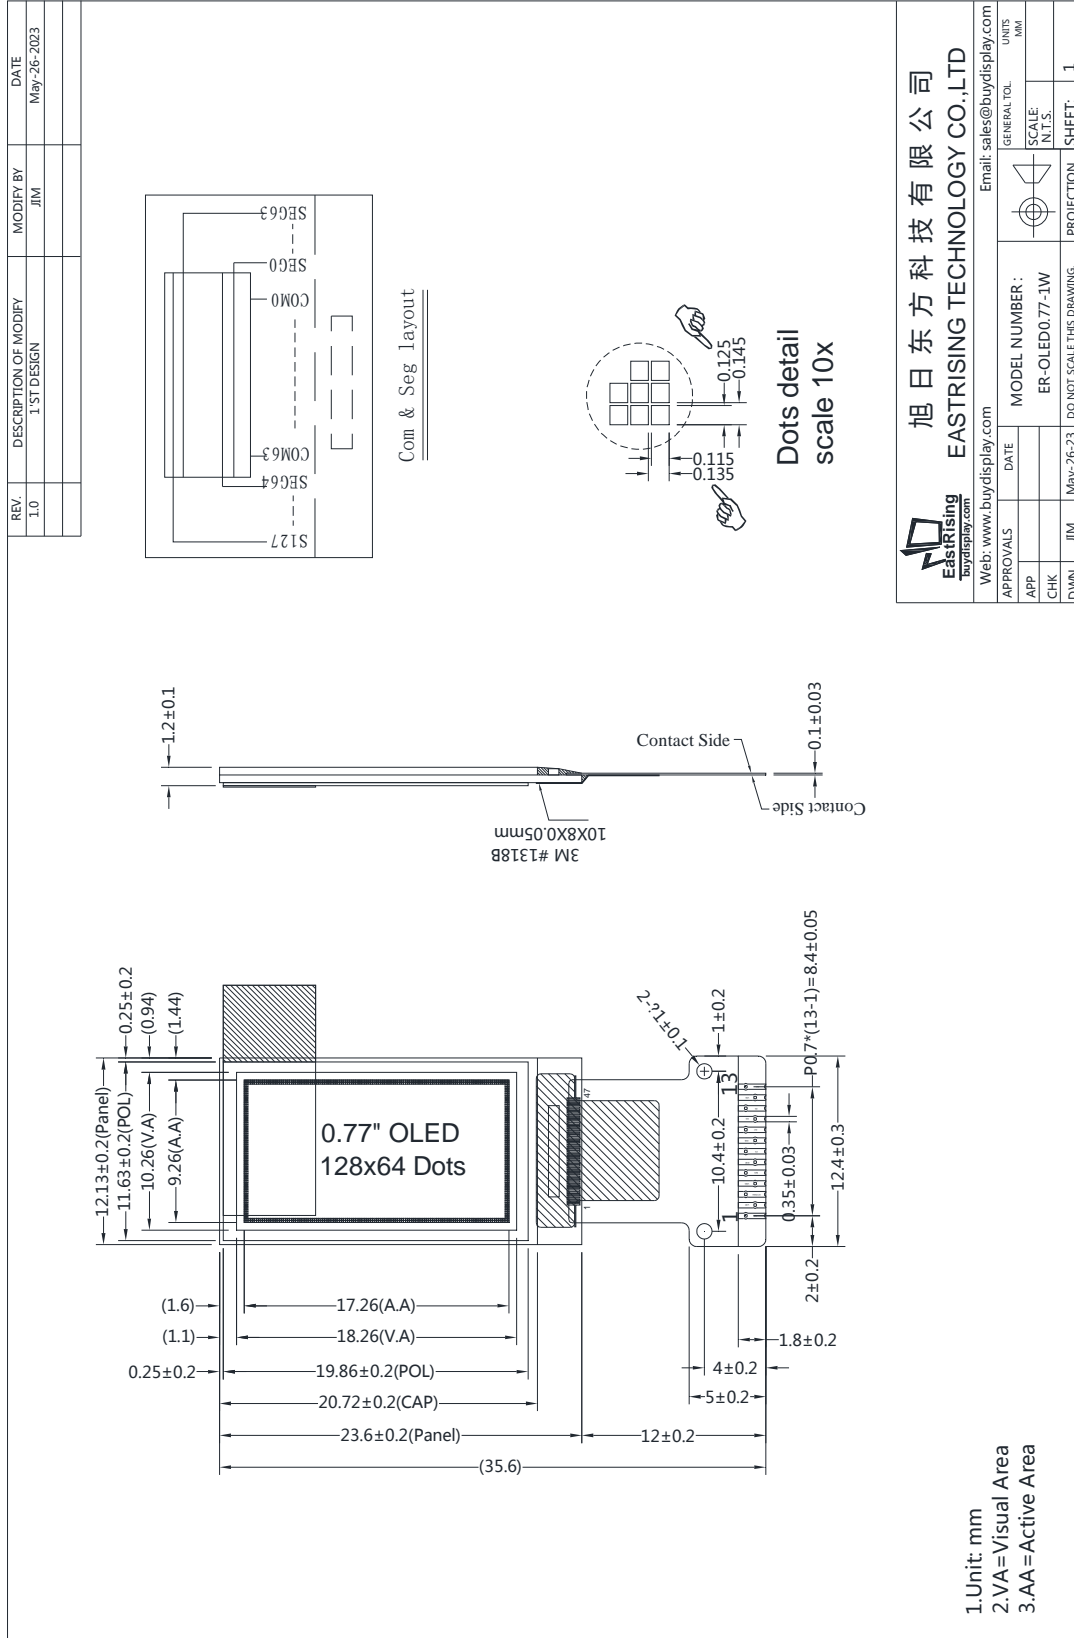 REV.
DESCRIPTION OF MODIFY
MODIFY BY
DATE
1.0
1'ST DESIGN
JIM
May-26-2023
S127
SEG64
COM63
COM0
SEG0
SEG63
Com & Seg layout
0.115
0.135
0.125
0.145
Dots detail
scale 10x
1.2±0.1
Contact Side
Contact Side
0.1±0.03
3M #1318B
10X8X0.05mm
12.13±0.2(Panel)
11.63±0.2(POL)
10.26(V.A)
9.26(A.A)
0.25±0.2
(0.94)
(1.44)
0.77" OLED
128x64 Dots
1
47
2-?1±0.1
1±0.2
10.4±0.2
1
13
0.35±0.03
P0.7*(13-1)=8.4±0.05
12.4±0.3
2±0.2
1.8±0.2
4±0.2
5±0.2
(1.6)
17.26(A.A)
(1.1)
18.26(V.A)
0.25±0.2
19.86±0.2(POL)
20.72±0.2(CAP)
23.6±0.2(Panel)
12±0.2
(35.6)
1.Unit: mm
2.VA=Visual Area
3.AA=Active Area
EastRising
buydisplay.com
旭日东方科技有限公司
EASTRISING TECHNOLOGY CO.,LTD
Web: www.buydisplay.com
Email: sales@buydisplay.com
APPROVALS
DATE
APP
CHK
DWN
JIM
May-26-23
MODEL NUMBER :
ER-OLED0.77-1W
DO NOT SCALE THIS DRAWING.
PROJECTION
GENERAL TOL.
UNITS
MM
SCALE:
N.T.S.
SHEET:
1